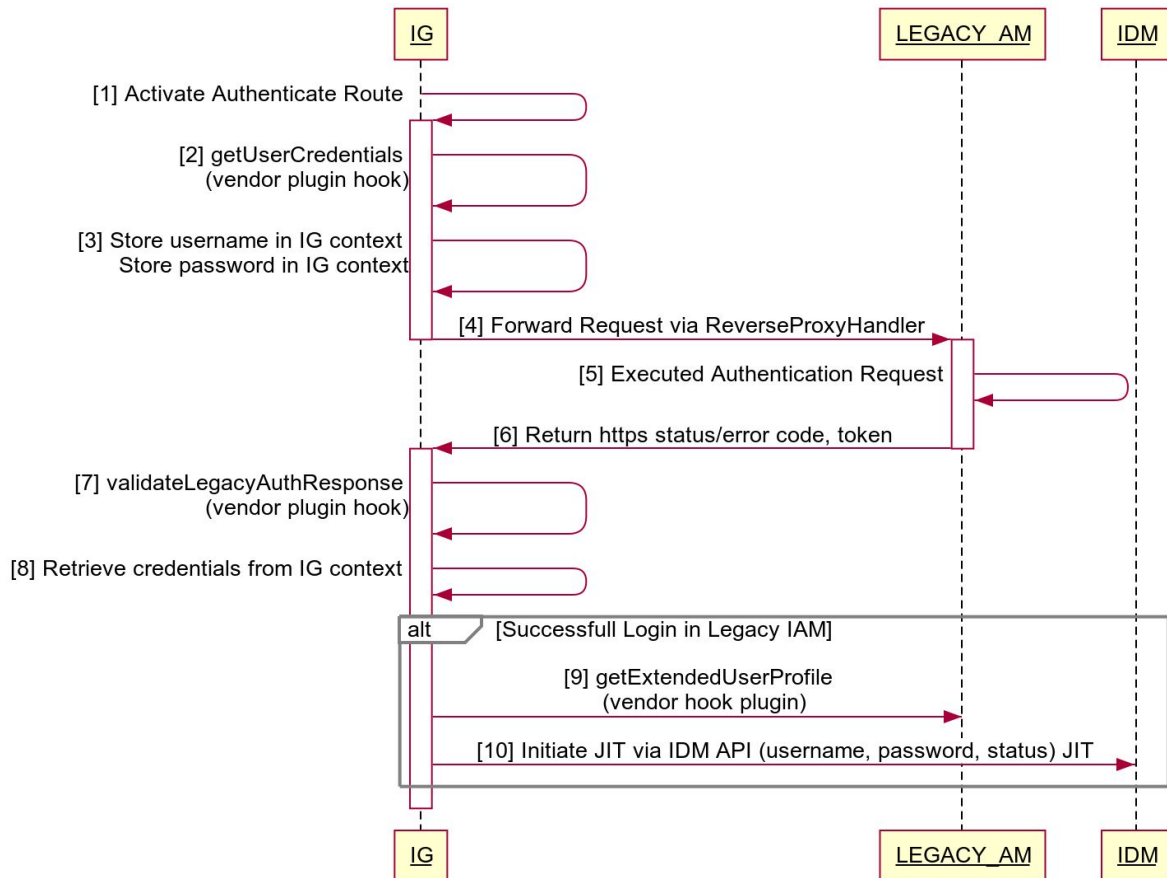 IG
LEGACY_AM
IDM
[1] Activate Authenticate Route
[2] getUserCredentials
(vendor plugin hook)
[3] Store username in IG context
Store password in IG context
[4] Forward Request via ReverseProxyHandler
[5] Executed Authentication Request
[6] Return https status/error code, token
[7] validateLegacyAuthResponse
(vendor plugin hook)
[8] Retrieve credentials from IG context
alt
[Successfull Login in Legacy IAM]
[9] getExtendedUserProfile
(vendor hook plugin)
[10] Initiate JIT via IDM API (username, password, status) JIT
IG
LEGACY_AM
IDM